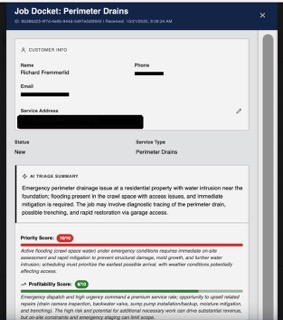 Job Docket: Perimeter Drains
CUSTOMER INFO
Name
Phone
Richard Frommerlid
Email
Service Address
Status
Service Type
New
Perimeter Drains
AI TRIAGE SUMMARY
Emergency perimeter drainage issue at a residential property with water intrusion near the
foundation; flooding present in the crawl space with access issues, and immediate
mitigation is required. The job may involve diagnostic tracing of the perimeter drain,
possible trenching, and rapid restoration via garage access.
Priority Score: 10/10
Active flooding (crawl space water) under emergency conditions requires immediate on-site
assessment and rapid mitigation to prevent structural damage, mold growth, and further
water intrusion; scheduling must prioritize the earliest possible arrival, with weather conditions potentially
affecting access.
Profitability Score:
Emergency dispatch and high urgency command a premium service rate; opportunity to upsell related
repairs (drain camera inspection, backwater valve, sump pump installation/backup, moisture mitigation,
and trenching). The high risk and potential for additional necessary work can drive substantial revenue,
but on-site constraints and emergency staging can limit scope.